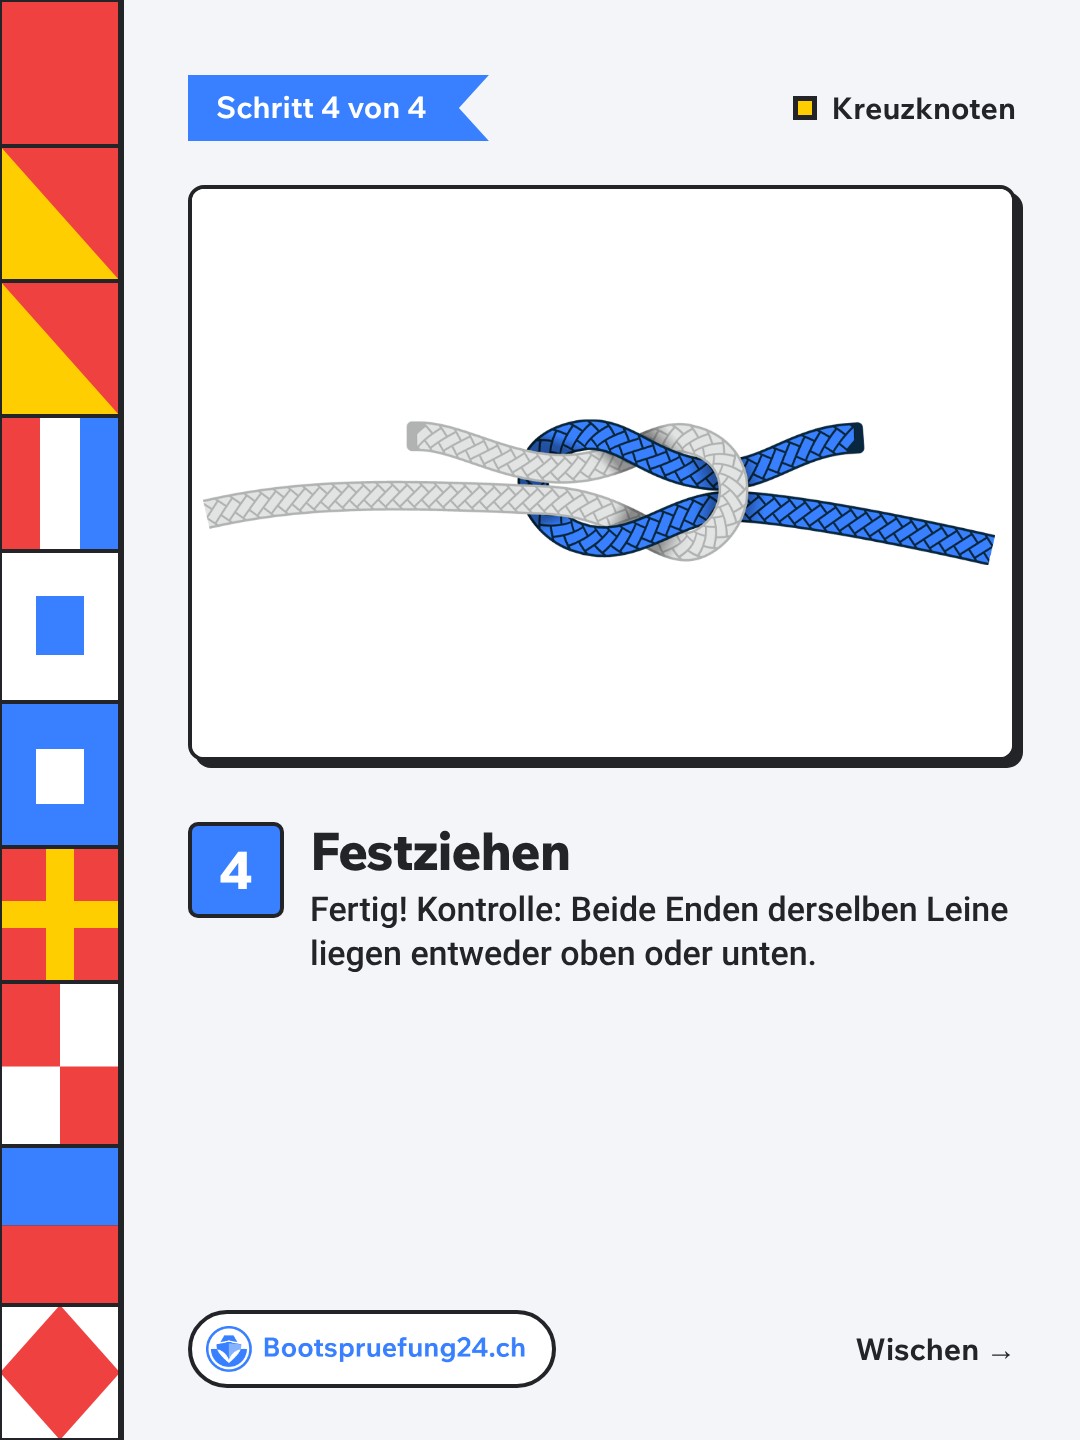 Schritt 4 von 4
Kreuzknoten
4
Festziehen
Fertig! Kontrolle: Beide Enden derselben Leine
liegen entweder oben oder unten.
Bootspruefung24.ch
Wischen →